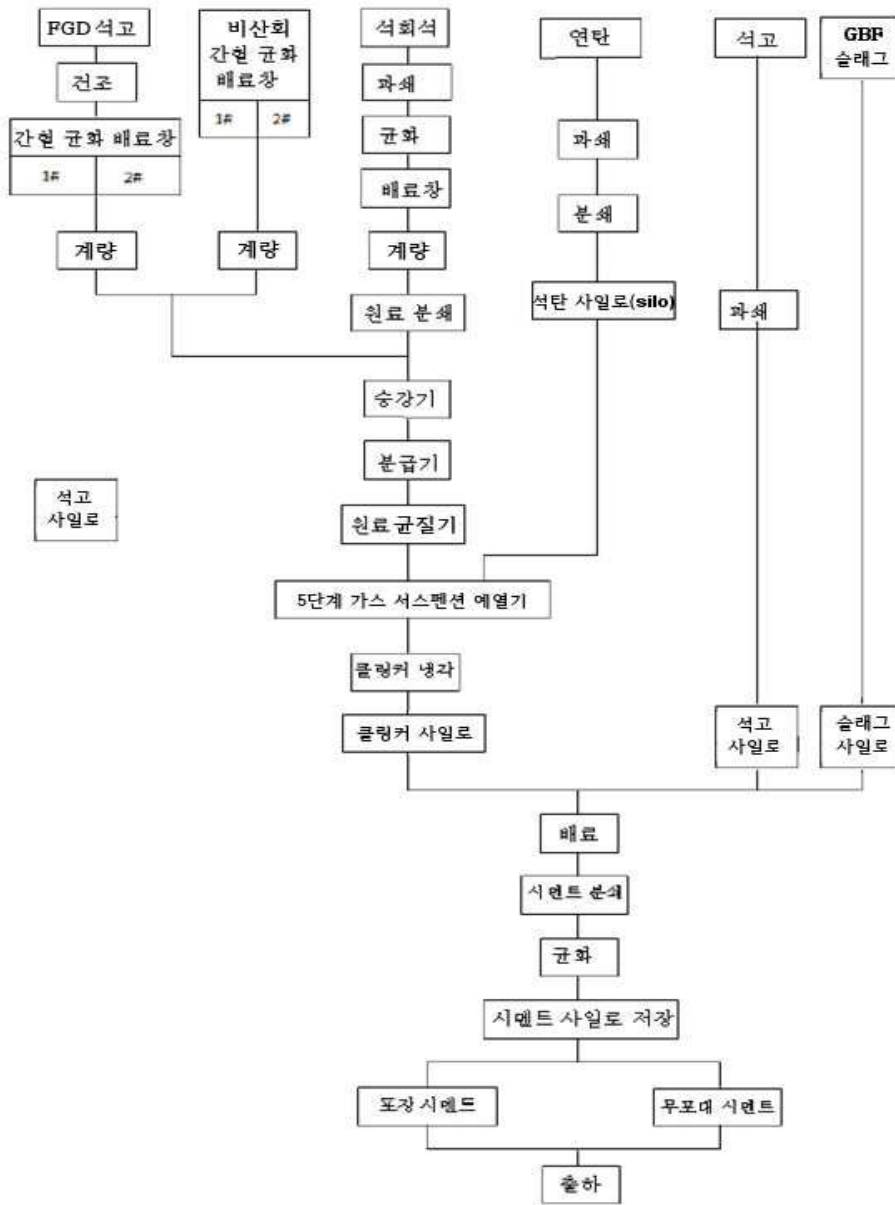 FGD 석고
건조
간헐 균화 배료창
1#
2#
계량
비산회
간헐 균화
배료창
1#
2#
계량
석회석
파쇄
균화
배료창
계량
원료 분쇄
연탄
파쇄
분쇄
석탄 사일로(silo)
석고
파쇄
GBF
슬래그
승강기
분급기
원료 균질기
석고
사일로
5단계 가스 서스펜션 예열기
클링커 냉각
클링커 사일로
석고
사일로
슬래그
사일로
배료
시멘트 분쇄
균화
시멘트 사일로 저장
포장 시멘트
무포대 시멘트
출하